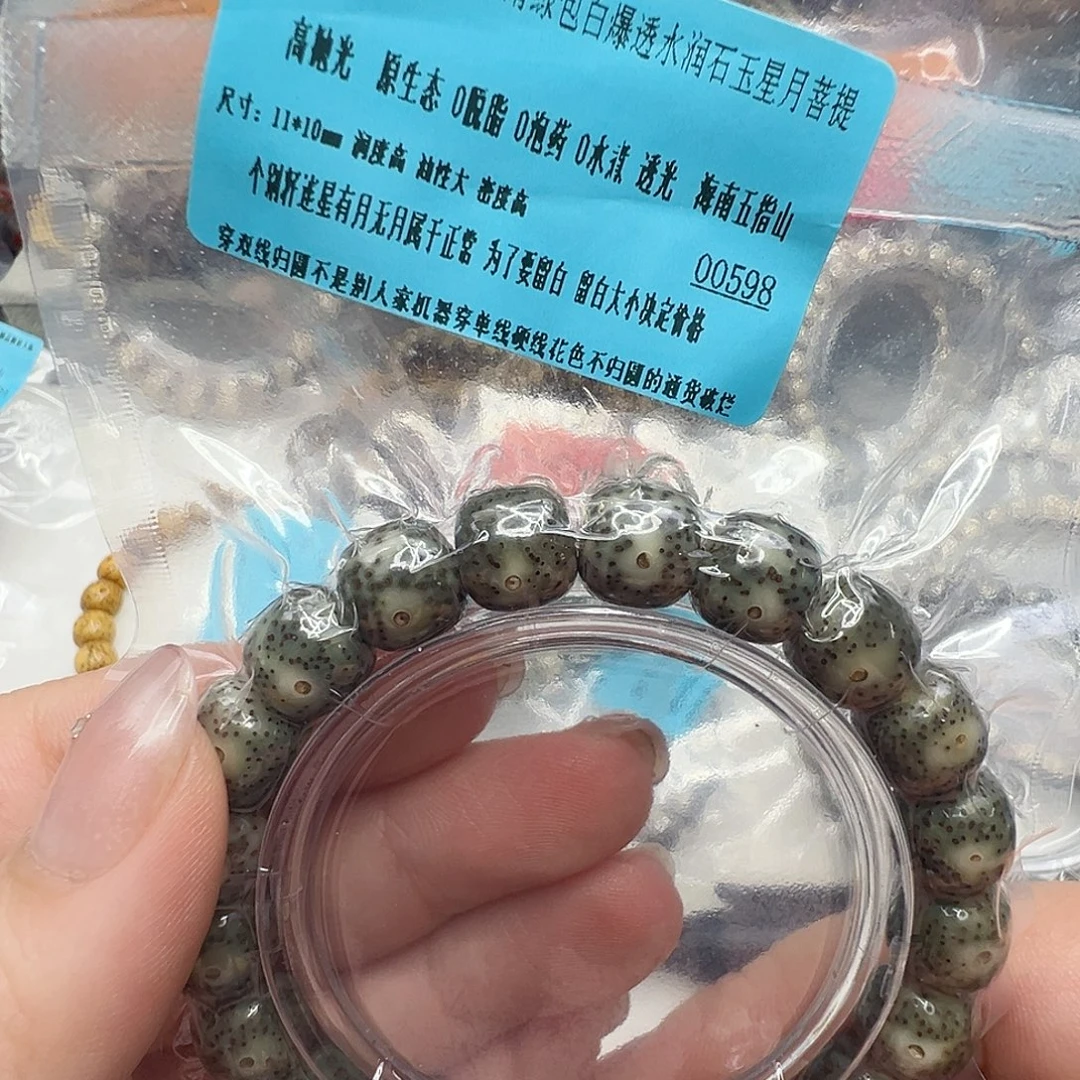 色白爆透水润石玉星月菩提
高抛光 原生态 0脱脂 0泡药 0水煮 透光 海南五指山
尺寸：11*10mm 润度高 油性大 密度高
个别籽连星有月无月属于正常 为了要留白 留白大小决定价格
00598
穿双线归圆不是别人家机器穿单线硬线花色不归圆的通货破烂